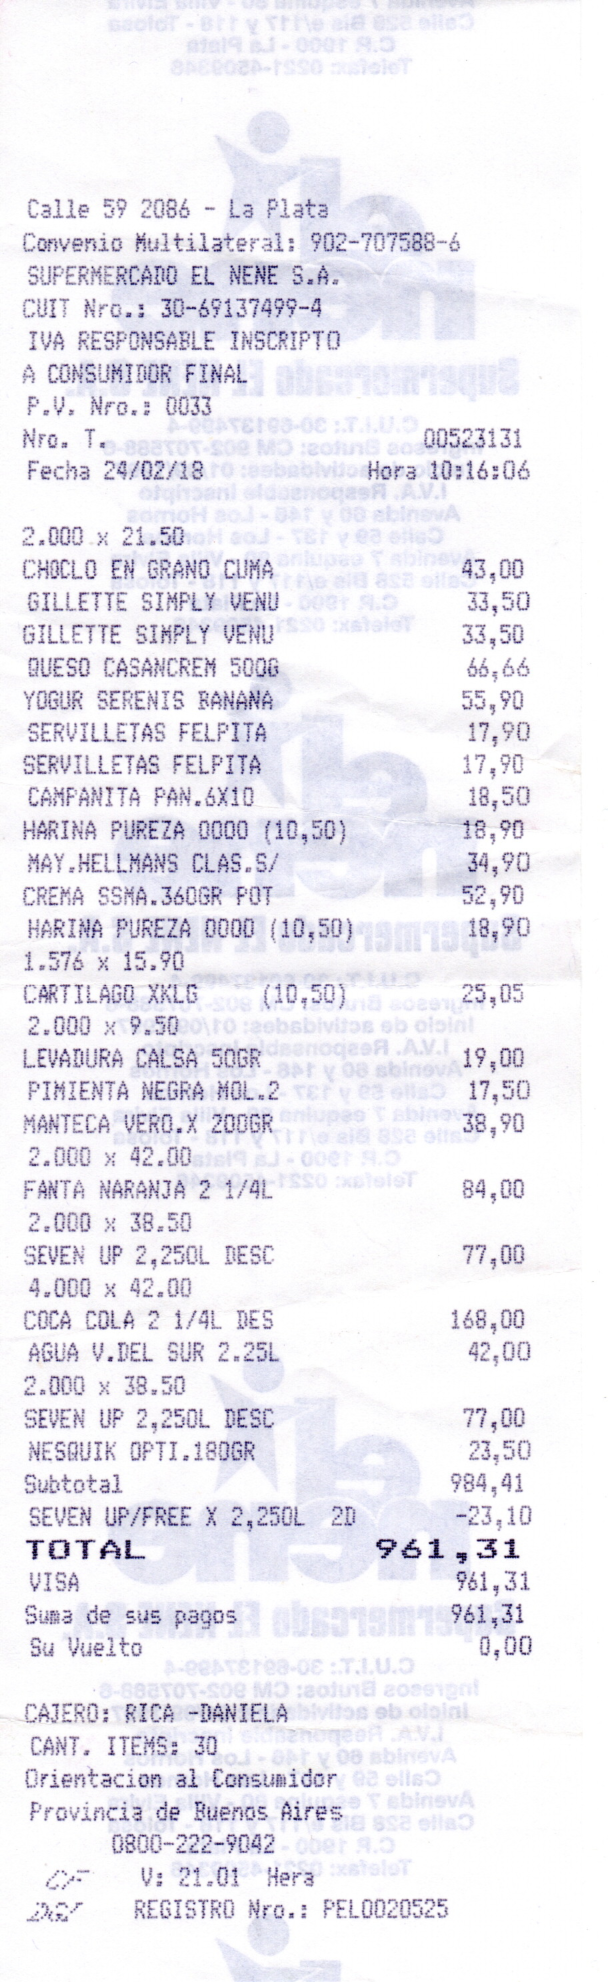 Calle 59 2086 - La Plata
Convenio Multilateral: 902-707588-6
SUPERMERCADO EL NENE S.A.
CUIT Nro.: 30-69137499-4
IVA RESPONSABLE INSCRIPTO
A CONSUMIDOR FINAL
P.V. Nro.: 0033
Nro. T. 00523131
Fecha 24/02/18 Hora 10:16:06
2.000 x 21.50
CHOCLO EN GRANO CUMA 43,00
GILLETTE SIMPLY VENU 33,50
GILLETTE SIMPLY VENU 33,50
QUESO CASANCREM 500G 66,66
YOGUR SERENIS BANANA 55,90
SERVILLETAS FELPITA 17,90
SERVILLETAS FELPITA 17,90
CAMPANITA PAN.6X10 18,50
HARINA PUREZA 0000 (10,50) 18,90
MAY.HELLMANS CLAS.S/ 34,90
CREMA SSMA.360GR POT 52,90
HARINA PUREZA 0000 (10,50) 18,90
1.576 x 15.90
CARTILAGO XKLG (10,50) 25,05
2.000 x 9.50
LEVADURA CALSA 50GR 19,00
PIMIENTA NEGRA MOL.2 17,50
MANTECA VERO.X 200GR 38,90
2.000 x 42.00
FANTA NARANJA 2 1/4L 84,00
2.000 x 38.50
SEVEN UP 2,250L DESC 77,00
4.000 x 42.00
COCA COLA 2 1/4L DES 168,00
AGUA V.DEL SUR 2.25L 42,00
2.000 x 38.50
SEVEN UP 2,250L DESC 77,00
NESQUIK OPTI.180GR 23,50
Subtotal 984,41
SEVEN UP/FREE X 2,250L 2D -23,10
TOTAL 961,31
VISA 961,31
Suma de sus pagos 961,31
Su Vuelto 0,00
CAJERO: RICA -DANIELA
CANT. ITEMS: 30
Orientacion al Consumidor
Provincia de Buenos Aires
0800-222-9042
CF V: 21.01 Hera
DGI REGISTRO Nro.: PEL0020525